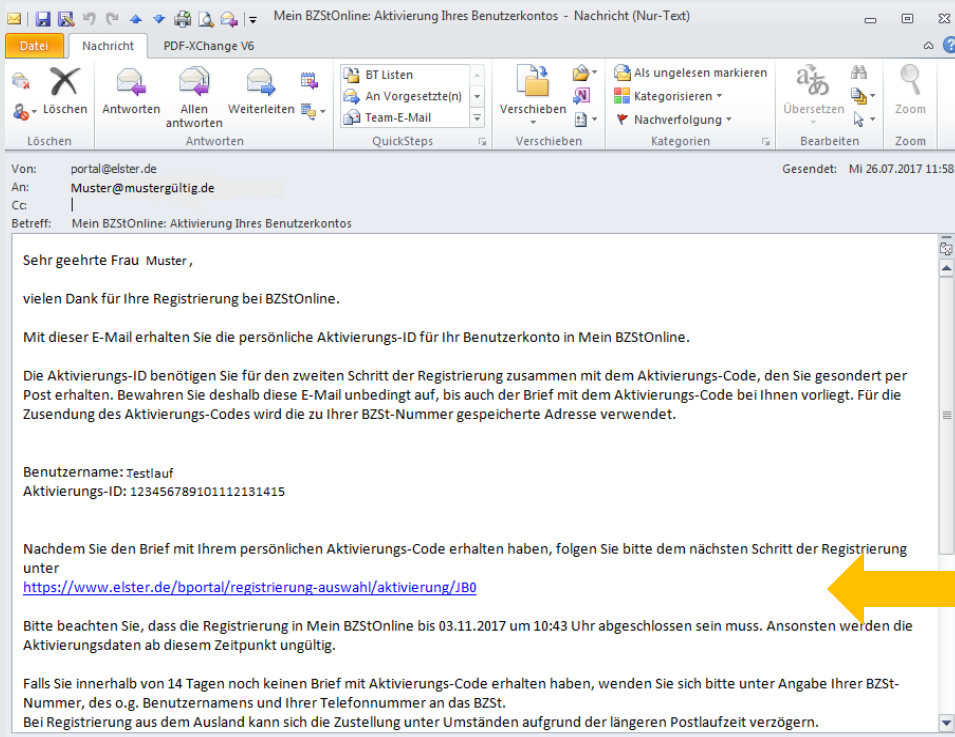 Mein BZStOnline: Aktivierung Ihres Benutzerkontos - Nachricht (Nur-Text)
Datei Nachricht PDF-XChange V6
Löschen
Antworten
Allen antworten
Weiterleiten
BT Listen
An Vorgesetzte(n)
Team-E-Mail
Verschieben
Als ungelesen markieren
Kategorisieren
Nachverfolgung
Übersetzen
Zoom
Löschen Antworten QuickSteps Verschieben Kategorien Bearbeiten Zoom
Von: portal@elster.de Gesendet: Mi 26.07.2017 11:58
An: Muster@mustergültig.de
Cc:
Betreff: Mein BZStOnline: Aktivierung Ihres Benutzerkontos
Sehr geehrte Frau Muster,
vielen Dank für Ihre Registrierung bei BZStOnline.
Mit dieser E-Mail erhalten Sie die persönliche Aktivierungs-ID für Ihr Benutzerkonto in Mein BZStOnline.
Die Aktivierungs-ID benötigen Sie für den zweiten Schritt der Registrierung zusammen mit dem Aktivierungs-Code, den Sie gesondert per
Post erhalten. Bewahren Sie deshalb diese E-Mail unbedingt auf, bis auch der Brief mit dem Aktivierungs-Code bei Ihnen vorliegt. Für die
Zusendung des Aktivierungs-Codes wird die zu Ihrer BZSt-Nummer gespeicherte Adresse verwendet.
Benutzername: Testlauf
Aktivierungs-ID: 123456789101112131415
Nachdem Sie den Brief mit Ihrem persönlichen Aktivierungs-Code erhalten haben, folgen Sie bitte dem nächsten Schritt der Registrierung
unter
https://www.elster.de/bportal/registrierung-auswahl/aktivierung/JB0
Bitte beachten Sie, dass die Registrierung in Mein BZStOnline bis 03.11.2017 um 10:43 Uhr abgeschlossen sein muss. Ansonsten werden die
Aktivierungsdaten ab diesem Zeitpunkt ungültig.
Falls Sie innerhalb von 14 Tagen noch keinen Brief mit Aktivierungs-Code erhalten haben, wenden Sie sich bitte unter Angabe Ihrer BZSt-
Nummer, des o.g. Benutzernamens und Ihrer Telefonnummer an das BZSt.
Bei Registrierung aus dem Ausland kann sich die Zustellung unter Umständen aufgrund der längeren Postlaufzeit verzögern.